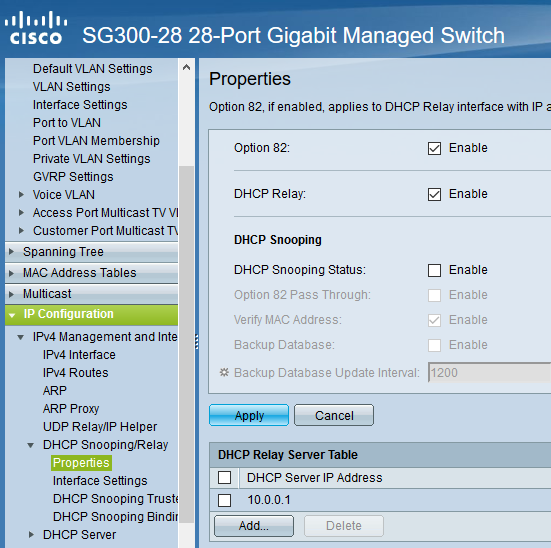 CISCO SG300-28 28-Port Gigabit Managed Switch
Default VLAN Settings
VLAN Settings
Interface Settings
Port to VLAN
Port VLAN Membership
Private VLAN Settings
GVRP Settings
Voice VLAN
Access Port Multicast TV
Customer Port Multicast
Spanning Tree
MAC Address Tables
Multicast
IP Configuration
IPv4 Management and Inte
IPv4 Interface
IPv4 Routes
ARP
ARP Proxy
UDP Relay/IP Helper
DHCP Snooping/Relay
Properties
Interface Settings
DHCP Snooping Truste
DHCP Snooping Bindin
DHCP Server
Properties
Option 82, if enabled, applies to DHCP Relay interface with IP a
Option 82: Enable
DHCP Relay: Enable
DHCP Snooping
DHCP Snooping Status: Enable
Option 82 Pass Through: Enable
Verify MAC Address: Enable
Backup Database: Enable
Backup Database Update Interval: 1200
Apply Cancel
DHCP Relay Server Table
DHCP Server IP Address
10.0.0.1
Add... Delete